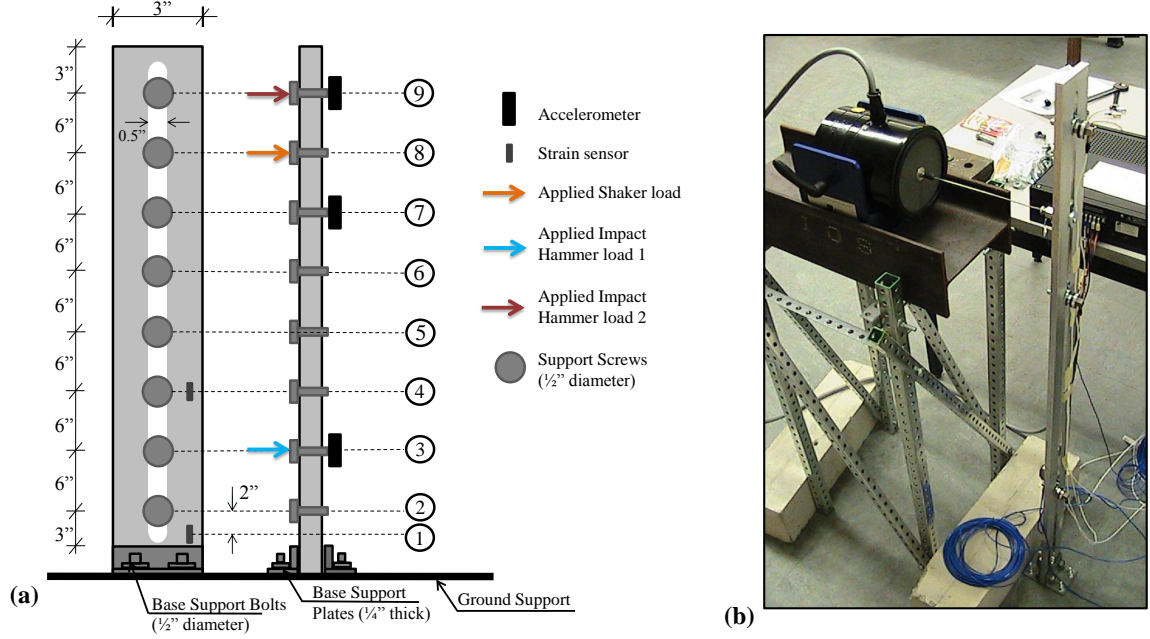 3”
3”
6”
0.5”
6”
6”
6”
6”
6”
6”
2”
3”
9
8
7
6
5
4
3
2
1
Accelerometer
Strain sensor
Applied Shaker load
Applied Impact
Hammer load 1
Applied Impact
Hammer load 2
Support Screws
(½” diameter)
(a)
Base Support Bolts
(½” diameter)
Base Support
Plates (¼” thick)
Ground Support
(b)
1 0 8